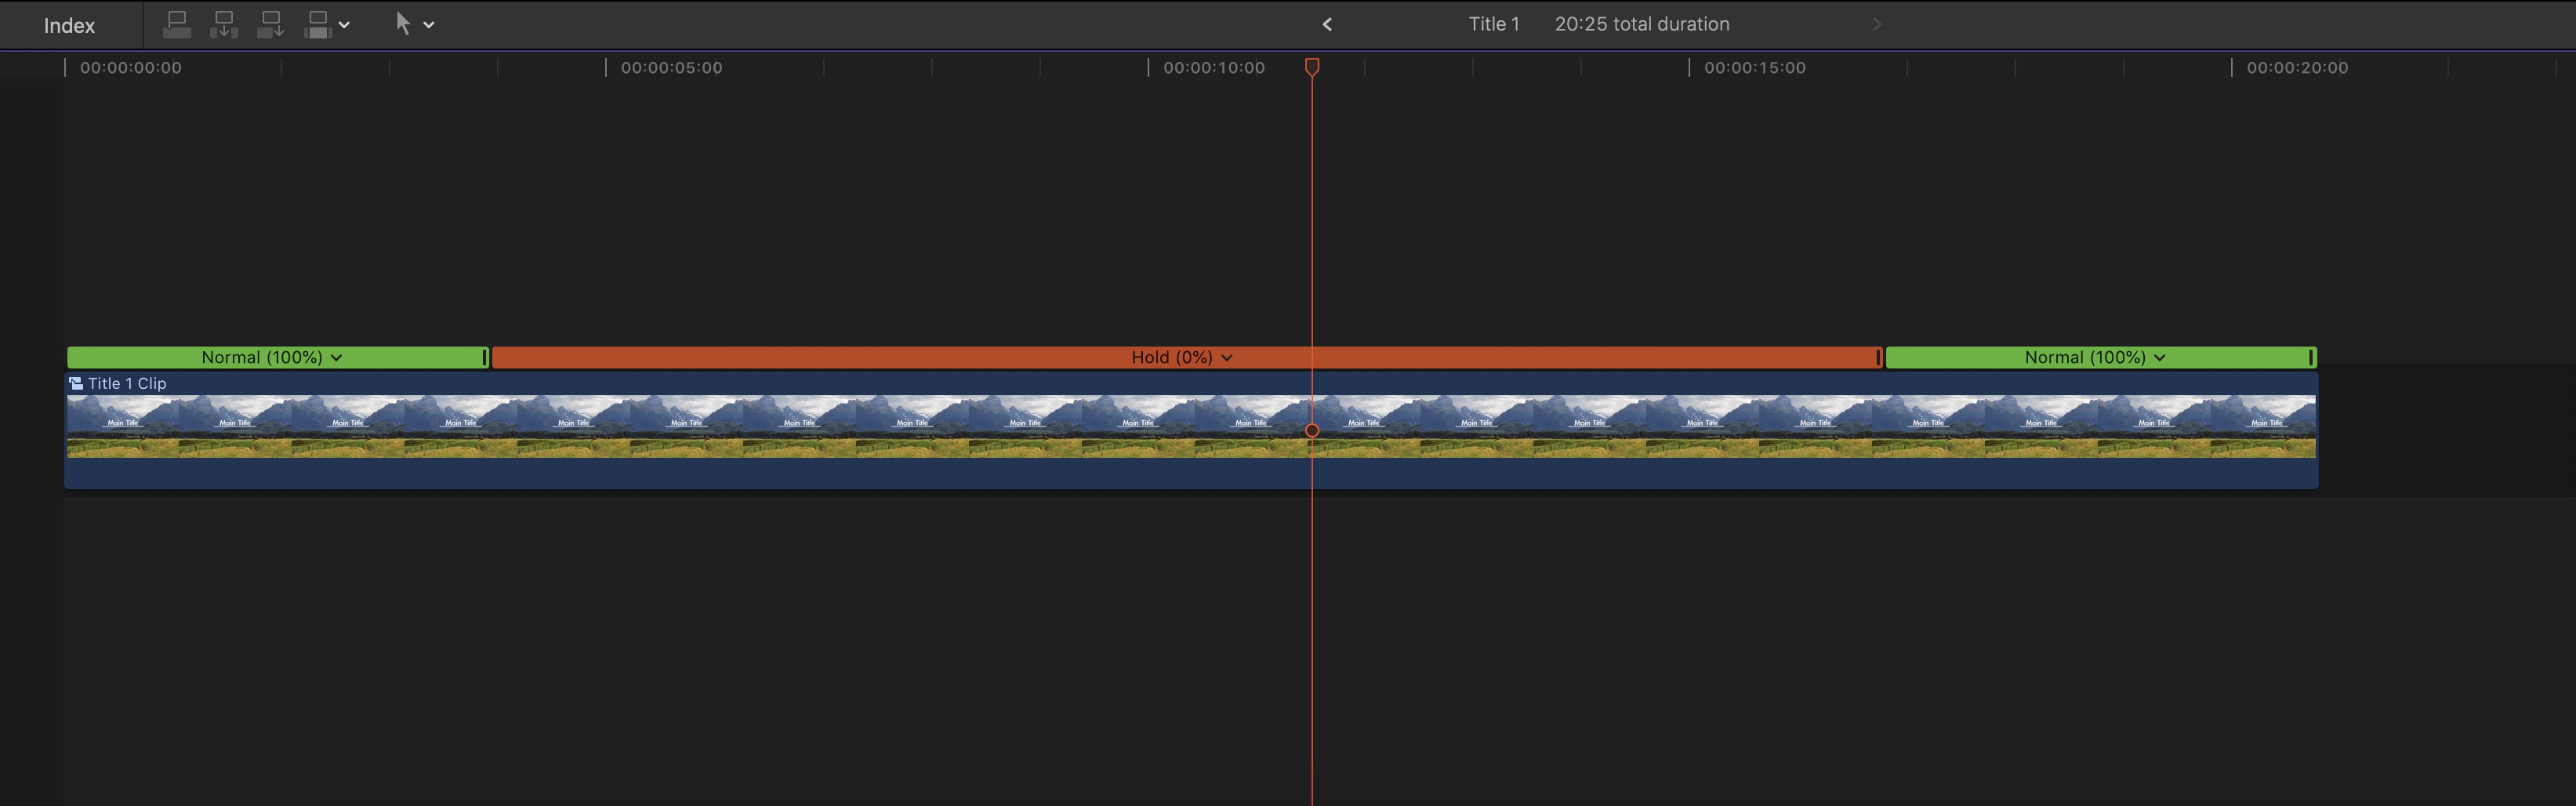 Index
Title 1 20:25 total duration
00:00:00:00 00:00:05:00 00:00:10:00 00:00:15:00 00:00:20:00
Normal (100%) Hold (0%) Normal (100%)
Title 1 Clip
Main Title Main Title Main Title Main Title Main Title Main Title Main Title Main Title Main Title Main Title Main Title Main Title Main Title Main Title Main Title Main Title Main Title Main Title Main Title Main Title